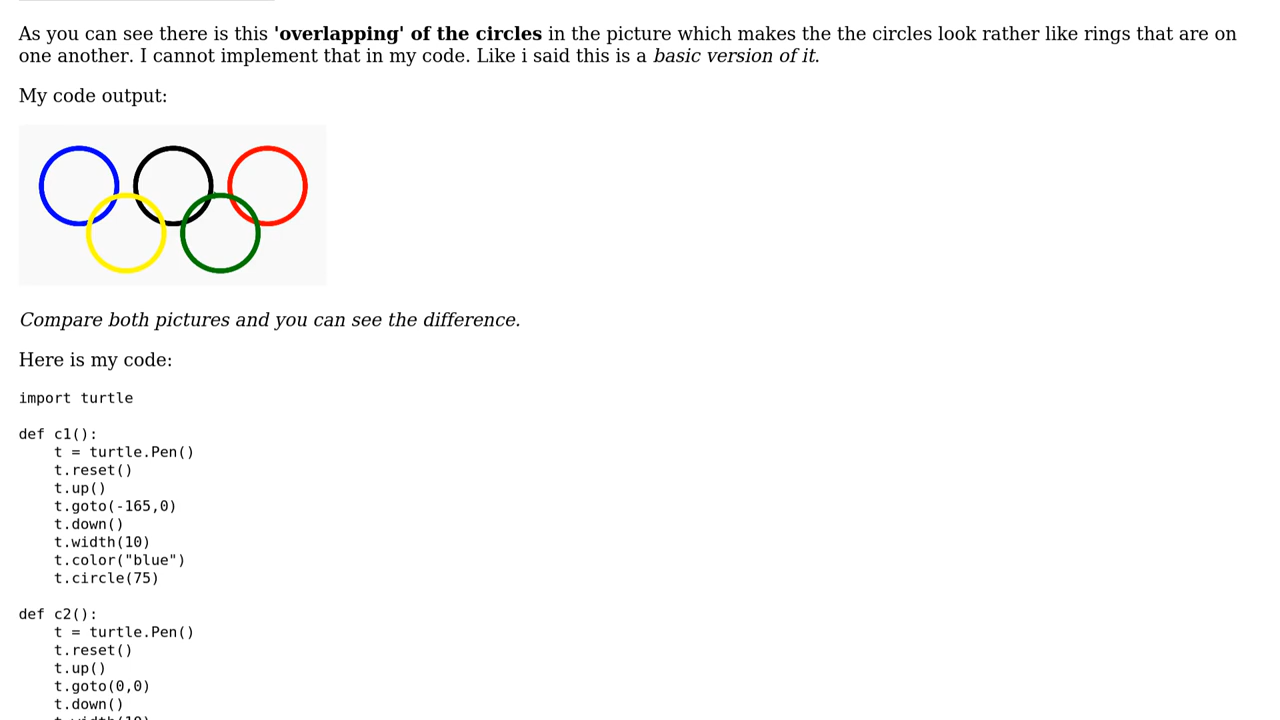 As you can see there is this 'overlapping' of the circles in the picture which makes the the circles look rather like rings that are on
one another. I cannot implement that in my code. Like i said this is a basic version of it.
My code output:
Compare both pictures and you can see the difference.
Here is my code:
import turtle
def c1():
    t = turtle.Pen()
    t.reset()
    t.up()
    t.goto(-165,0)
    t.down()
    t.width(10)
    t.color("blue")
    t.circle(75)
def c2():
    t = turtle.Pen()
    t.reset()
    t.up()
    t.goto(0,0)
    t.down()
    t.width(10)